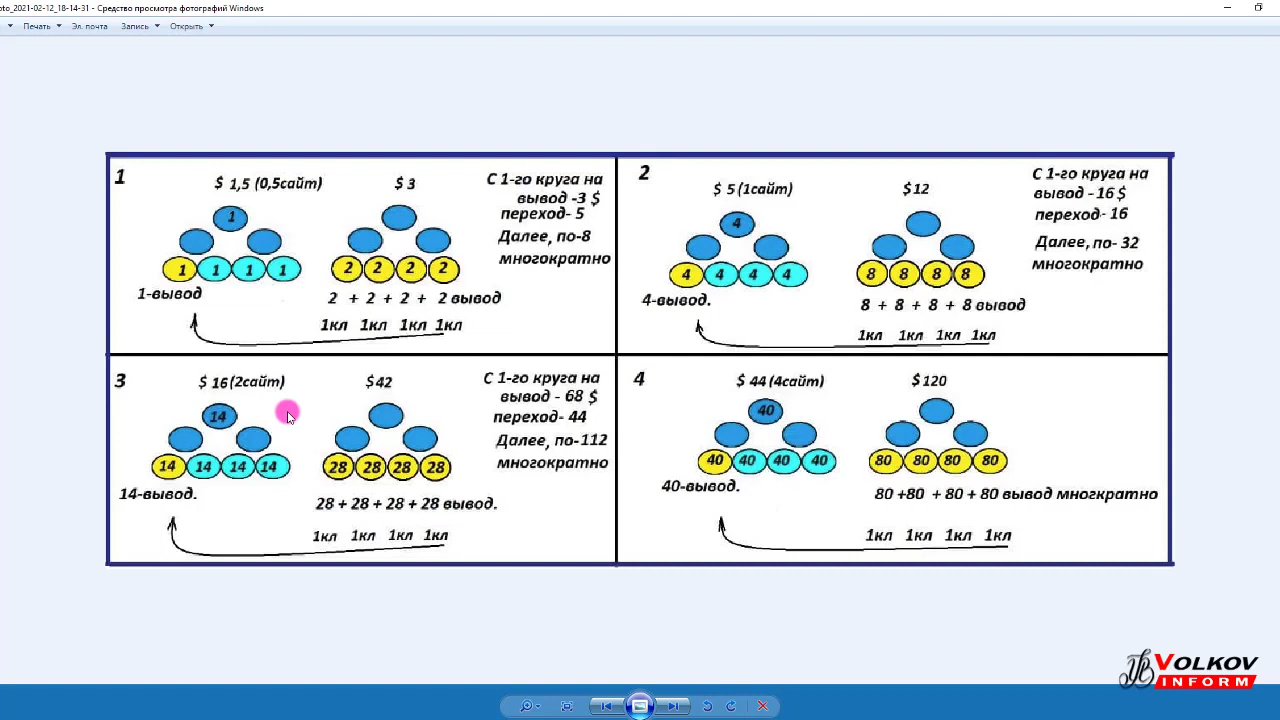 oto_2021-02-12_18-14-31 - Средство просмотра фотографий Windows
Печать Эл. почта Запись Открыть
1
$ 1,5 (0,5сайт)
$ 3
1
1 1 1 1
2 2 2 2
1-вывод
2 + 2 + 2 + 2 вывод
1кл 1кл 1кл 1кл
С 1-го круга на
вывод -3 $
переход- 5
Далее, по-8
многократно
2
$ 5 (1сайт)
$12
4
4 4 4 4
8 8 8 8
4-вывод.
8 + 8 + 8 + 8 вывод
1кл 1кл 1кл 1кл
С 1-го круга на
вывод -16 $
переход- 16
Далее, по- 32
многократно
3
$ 16 (2сайт)
$42
14
14 14 14 14
28 28 28 28
14-вывод.
28 + 28 + 28 + 28 вывод.
1кл 1кл 1кл 1кл
С 1-го круга на
вывод - 68 $
переход- 44
Далее, по-112
многократно
4
$ 44 (4сайт)
$ 120
40
40 40 40 40
80 80 80 80
40-вывод.
80 +80 + 80 + 80 вывод многкратно
1кл 1кл 1кл 1кл
VOLKOV
INFORM